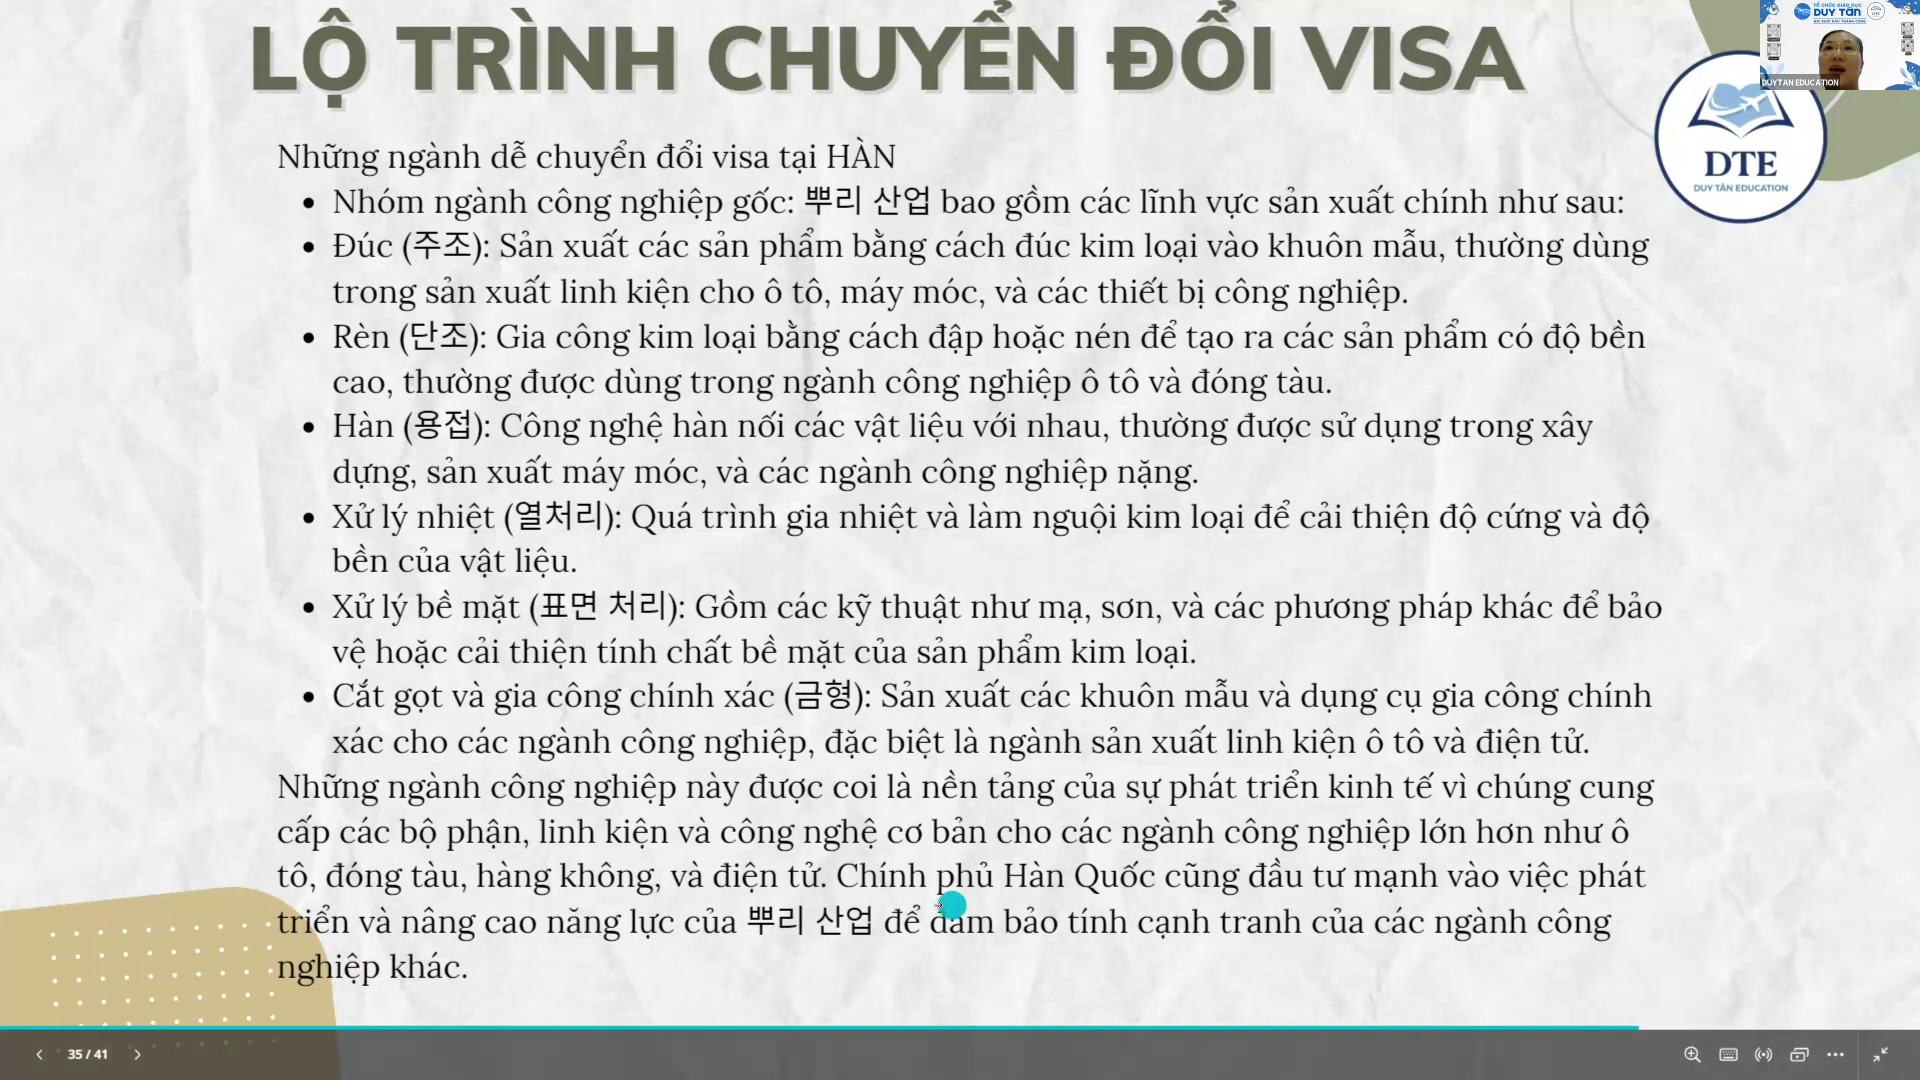 LỘ TRÌNH CHUYỂN ĐỔI VISA
TỔ CHỨC GIÁO DỤC
DUY TÂN
DUYTAN EDUCATION
DTE
DUY TÂN EDUCATION
Những ngành dễ chuyển đổi visa tại HÀN
• Nhóm ngành công nghiệp gốc: 뿌리 산업 bao gồm các lĩnh vực sản xuất chính như sau:
• Đúc (주조): Sản xuất các sản phẩm bằng cách đúc kim loại vào khuôn mẫu, thường dùng
trong sản xuất linh kiện cho ô tô, máy móc, và các thiết bị công nghiệp.
• Rèn (단조): Gia công kim loại bằng cách đập hoặc nén để tạo ra các sản phẩm có độ bền
cao, thường được dùng trong ngành công nghiệp ô tô và đóng tàu.
• Hàn (용접): Công nghệ hàn nối các vật liệu với nhau, thường được sử dụng trong xây
dựng, sản xuất máy móc, và các ngành công nghiệp nặng.
• Xử lý nhiệt (열처리): Quá trình gia nhiệt và làm nguội kim loại để cải thiện độ cứng và độ
bền của vật liệu.
• Xử lý bề mặt (표면 처리): Gồm các kỹ thuật như mạ, sơn, và các phương pháp khác để bảo
vệ hoặc cải thiện tính chất bề mặt của sản phẩm kim loại.
• Cắt gọt và gia công chính xác (금형): Sản xuất các khuôn mẫu và dụng cụ gia công chính
xác cho các ngành công nghiệp, đặc biệt là ngành sản xuất linh kiện ô tô và điện tử.
Những ngành công nghiệp này được coi là nền tảng của sự phát triển kinh tế vì chúng cung
cấp các bộ phận, linh kiện và công nghệ cơ bản cho các ngành công nghiệp lớn hơn như ô
tô, đóng tàu, hàng không, và điện tử. Chính phủ Hàn Quốc cũng đầu tư mạnh vào việc phát
triển và nâng cao năng lực của 뿌리 산업 để đảm bảo tính cạnh tranh của các ngành công
nghiệp khác.
35 / 41